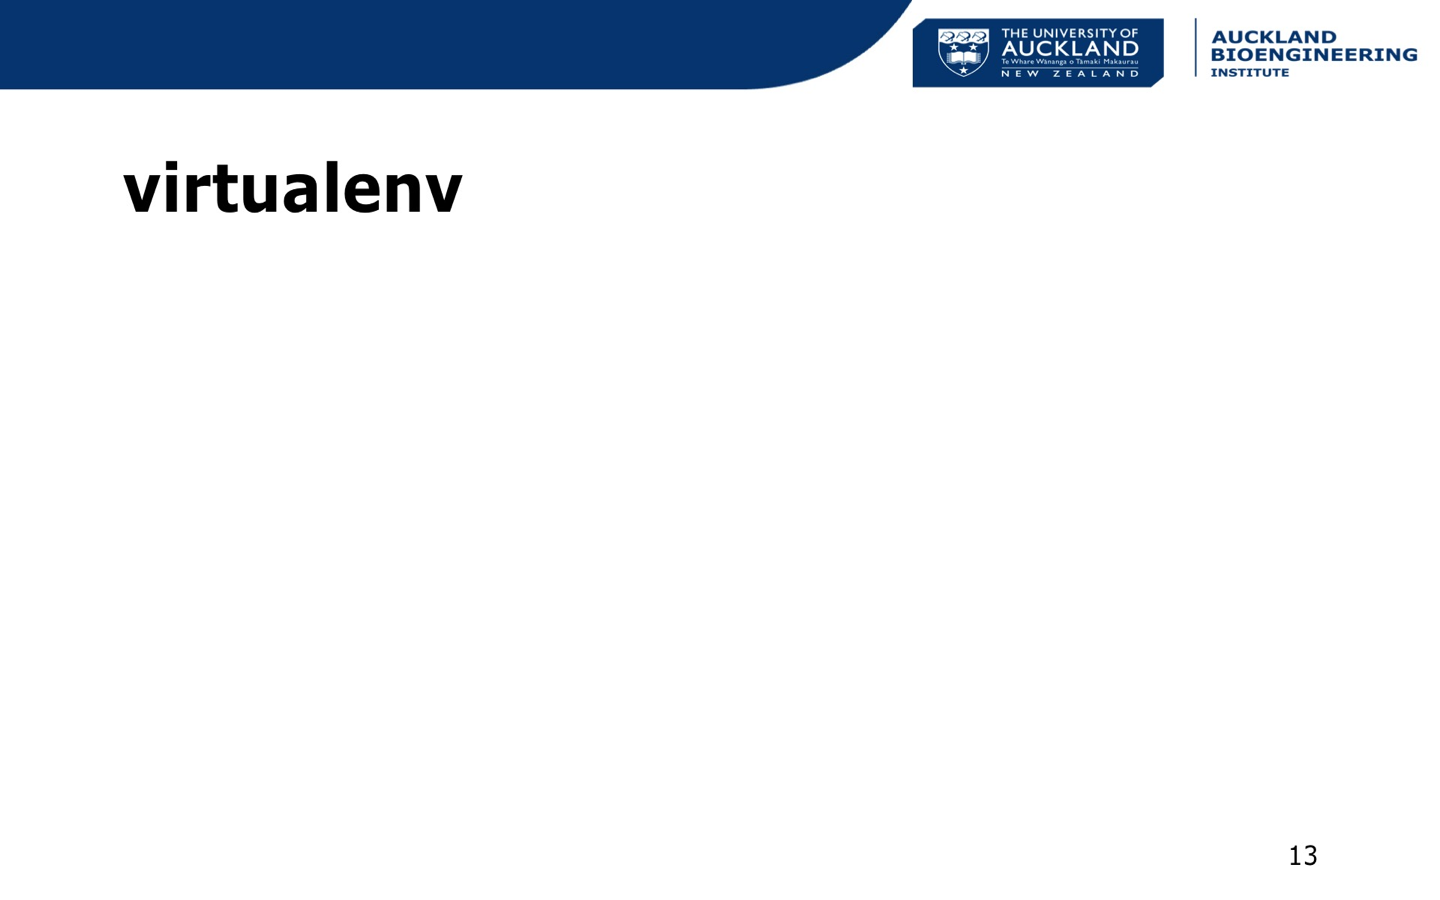 THE UNIVERSITY OF
AUCKLAND
Te Whare Wānanga o Tāmaki Makaurau
NEW ZEALAND
AUCKLAND
BIOENGINEERING
INSTITUTE
virtualenv
13